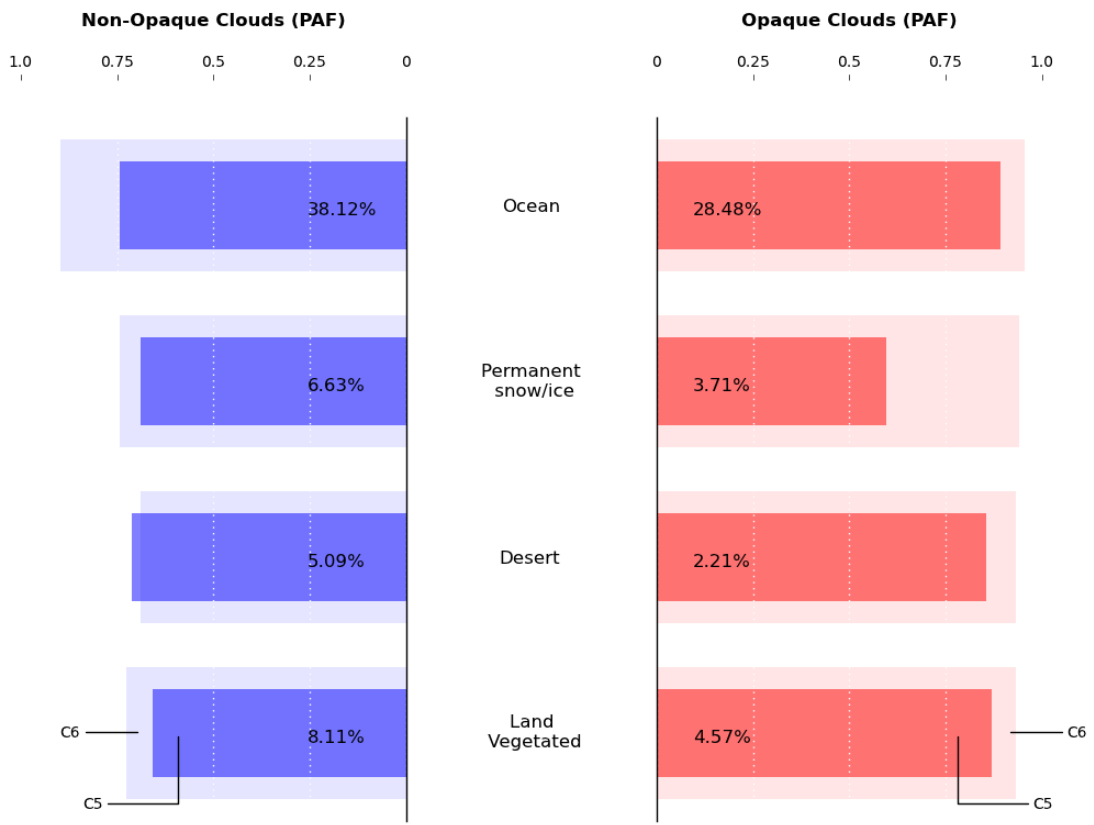 Non-Opaque Clouds (PAF)
Opaque Clouds (PAF)
1.0 0.75 0.5 0.25 0
0 0.25 0.5 0.75 1.0
38.12%
Ocean
28.48%
6.63%
Permanent
snow/ice
3.71%
5.09%
Desert
2.21%
8.11%
Land
Vegetated
4.57%
C6
C6
C5
C5